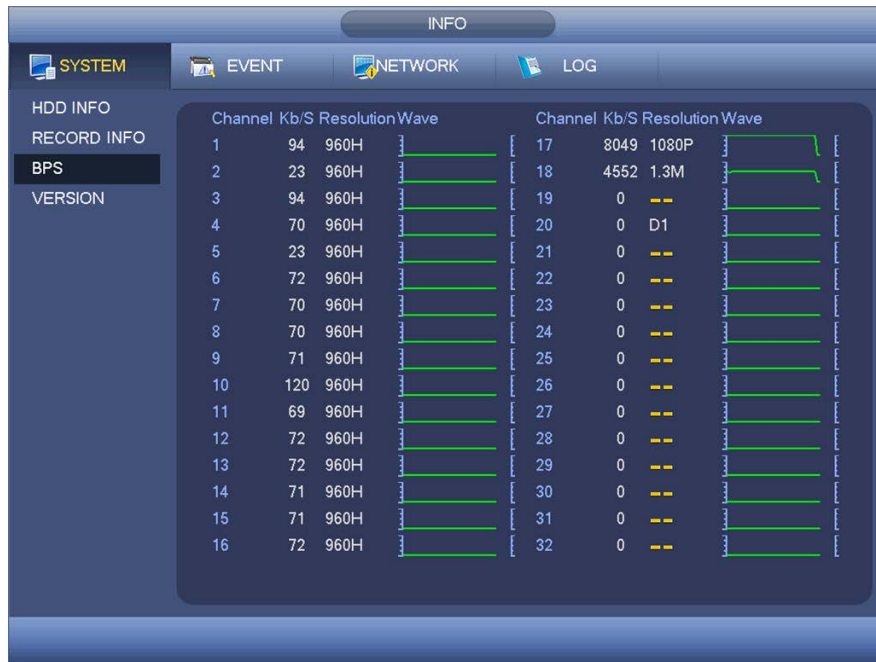 INFO
SYSTEM EVENT NETWORK LOG
HDD INFO
RECORD INFO
BPS
VERSION
Channel Kb/S Resolution Wave
1 94 960H
2 23 960H
3 94 960H
4 70 960H
5 23 960H
6 72 960H
7 70 960H
8 70 960H
9 71 960H
10 120 960H
11 69 960H
12 72 960H
13 72 960H
14 71 960H
15 71 960H
16 72 960H
Channel Kb/S Resolution Wave
17 8049 1080P
18 4552 1.3M
19 0 --
20 0 D1
21 0 --
22 0 --
23 0 --
24 0 --
25 0 --
26 0 --
27 0 --
28 0 --
29 0 --
30 0 --
31 0 --
32 0 --